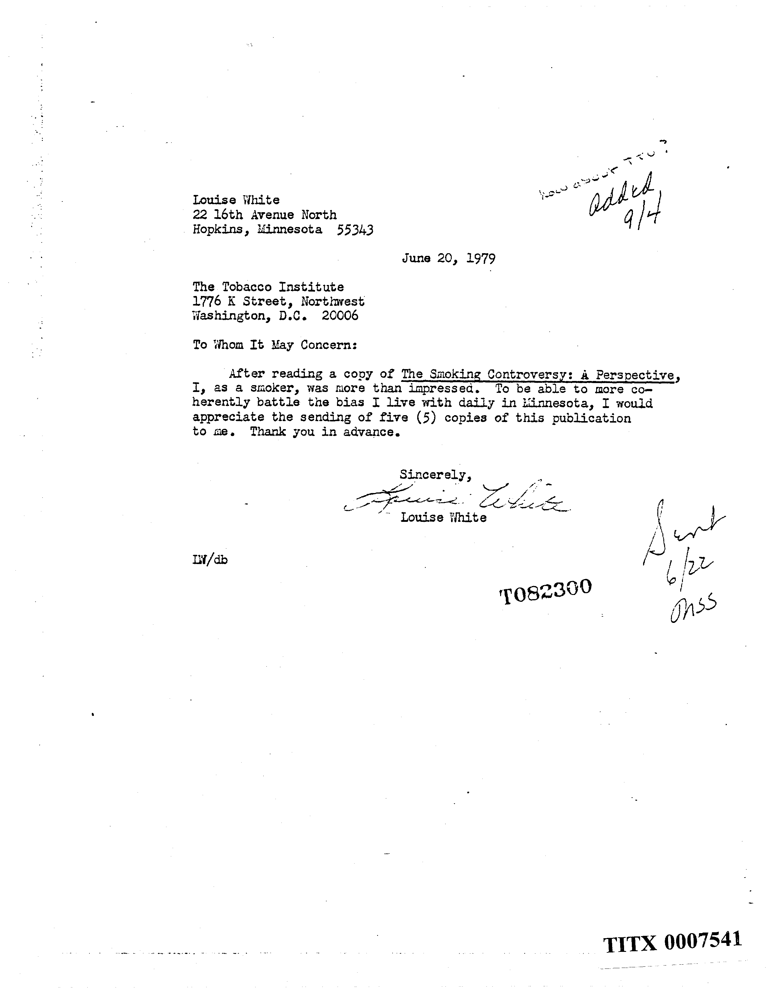 how about TTO?
added
9/4
Louise White
22 16th Avenue North
Hopkins, Minnesota 55343
June 20, 1979
The Tobacco Institute
1776 K Street, Northwest
Washington, D.C. 20006
To Whom It May Concern:
After reading a copy of The Smoking Controversy: A Perspective,
I, as a smoker, was more than impressed. To be able to more co-
herently battle the bias I live with daily in Minnesota, I would
appreciate the sending of five (5) copies of this publication
to me. Thank you in advance.
Sincerely,
Louise White
Louise White
Sent
6/22
LW/db
T082300
TITX 0007541